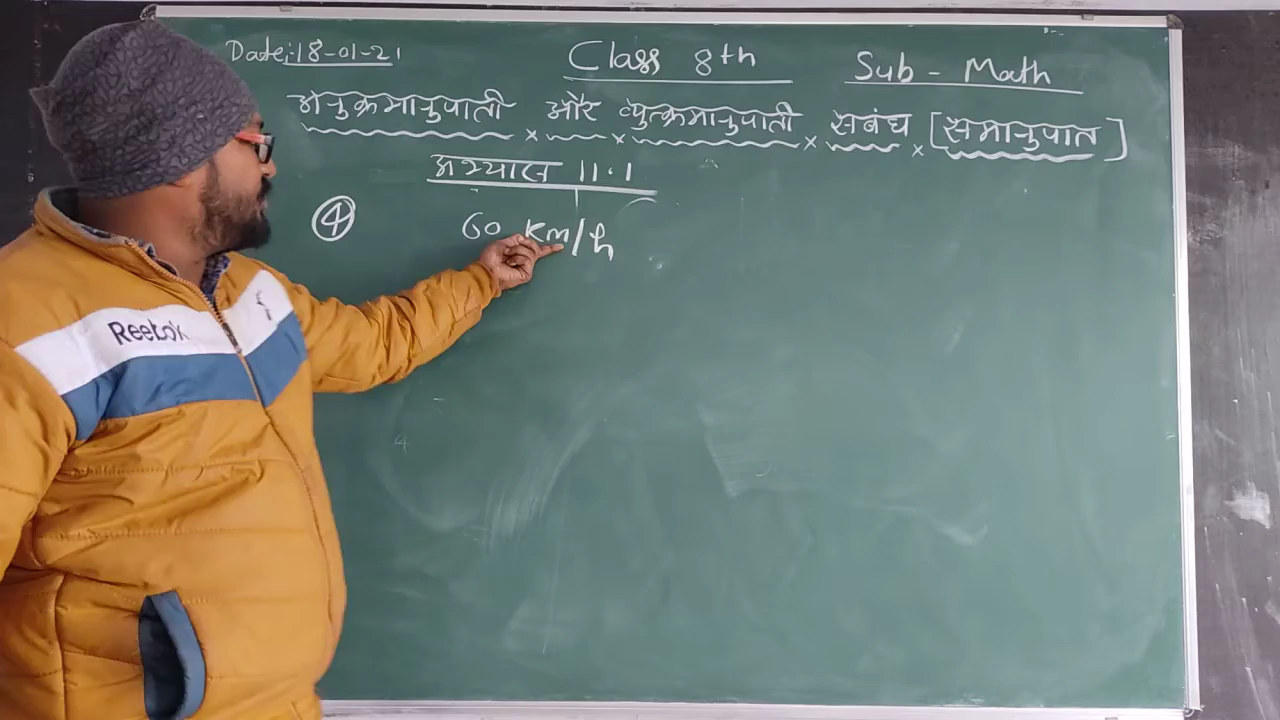 Date:-18-01-21 Class 8th Sub - Math
अनुक्रमानुपाती और व्युत्क्रमानुपाती सबंध [समानुपात]
अभ्यास 11.1
④ 60 Km/h
Reebok